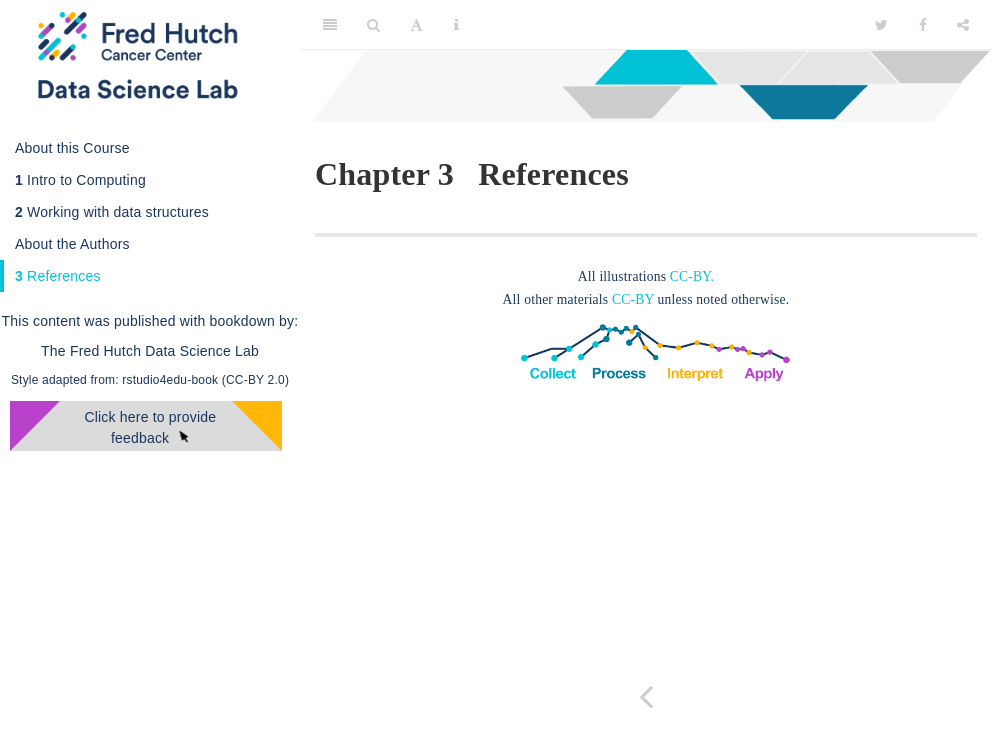 Fred Hutch
Cancer Center
Data Science Lab
About this Course
1 Intro to Computing
2 Working with data structures
About the Authors
3 References
This content was published with bookdown by:
The Fred Hutch Data Science Lab
Style adapted from: rstudio4edu-book (CC-BY 2.0)
Click here to provide
feedback
A
Chapter 3 References
All illustrations CC-BY.
All other materials CC-BY unless noted otherwise.
Collect Process Interpret Apply